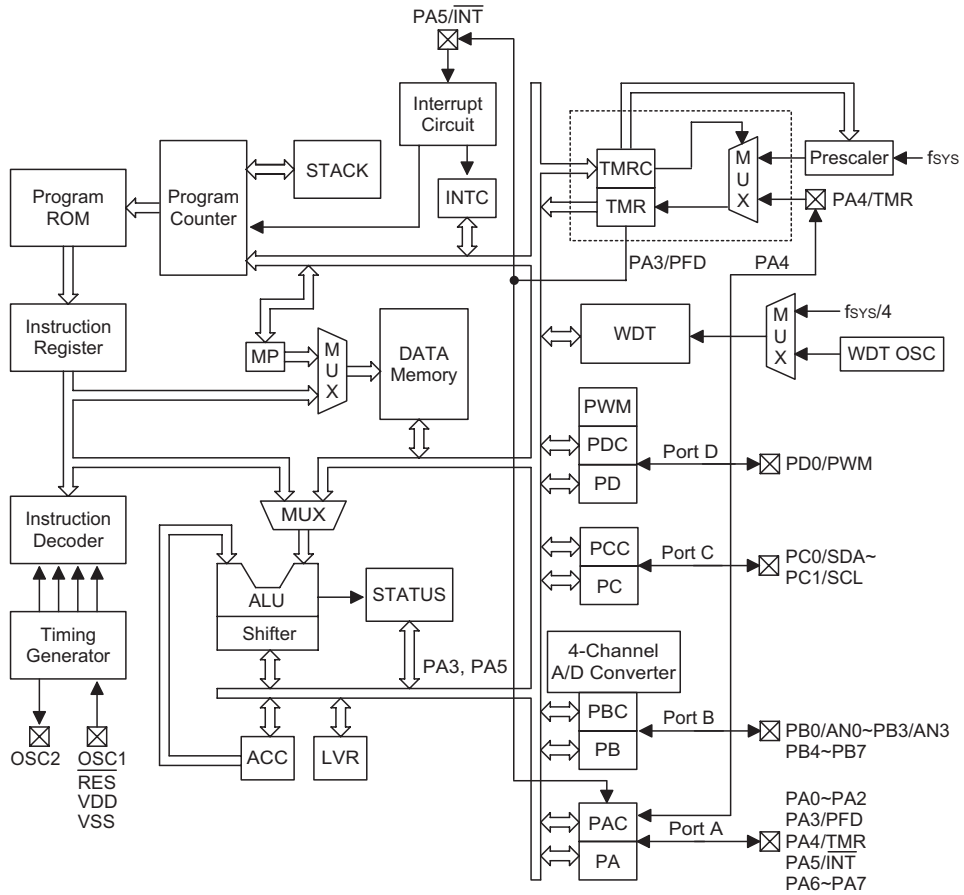 PA5/INT
Interrupt
Circuit
STACK
INTC
Program
ROM
Program
Counter
TMRC
TMR
M
U
X
Prescaler
fSYS
PA4/TMR
PA3/PFD
PA4
Instruction
Register
MP
M
U
X
DATA
Memory
WDT
M
U
X
fSYS/4
WDT OSC
PWM
PDC
PD
Port D
PD0/PWM
Instruction
Decoder
MUX
ALU
Shifter
STATUS
PCC
PC
Port C
PC0/SDA~
PC1/SCL
Timing
Generator
PA3, PA5
4-Channel
A/D Converter
PBC
PB
Port B
PB0/AN0~PB3/AN3
PB4~PB7
OSC2
OSC1
RES
VDD
VSS
ACC
LVR
PAC
PA
Port A
PA0~PA2
PA3/PFD
PA4/TMR
PA5/INT
PA6~PA7